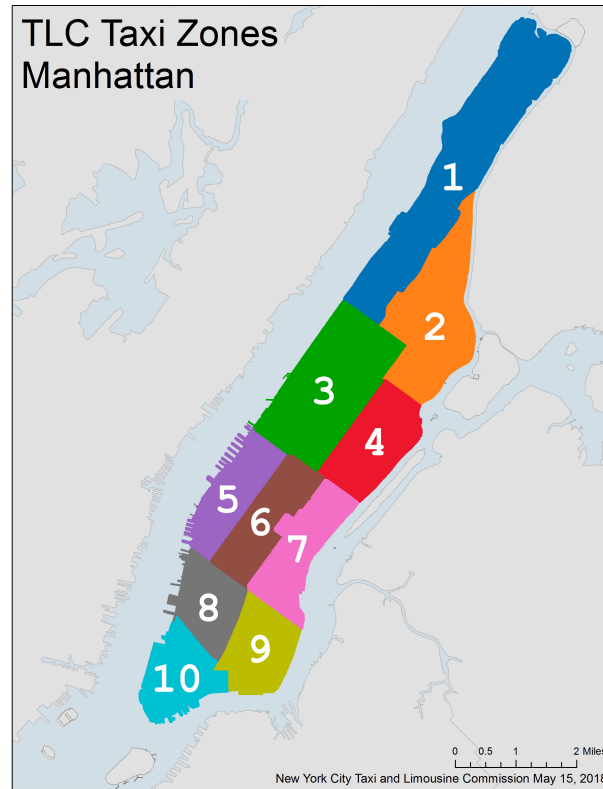 TLC Taxi Zones
Manhattan
1
2
3
4
5
6
7
8
9
10
0 0.5 1 2 Miles
New York City Taxi and Limousine Commission May 15, 2018